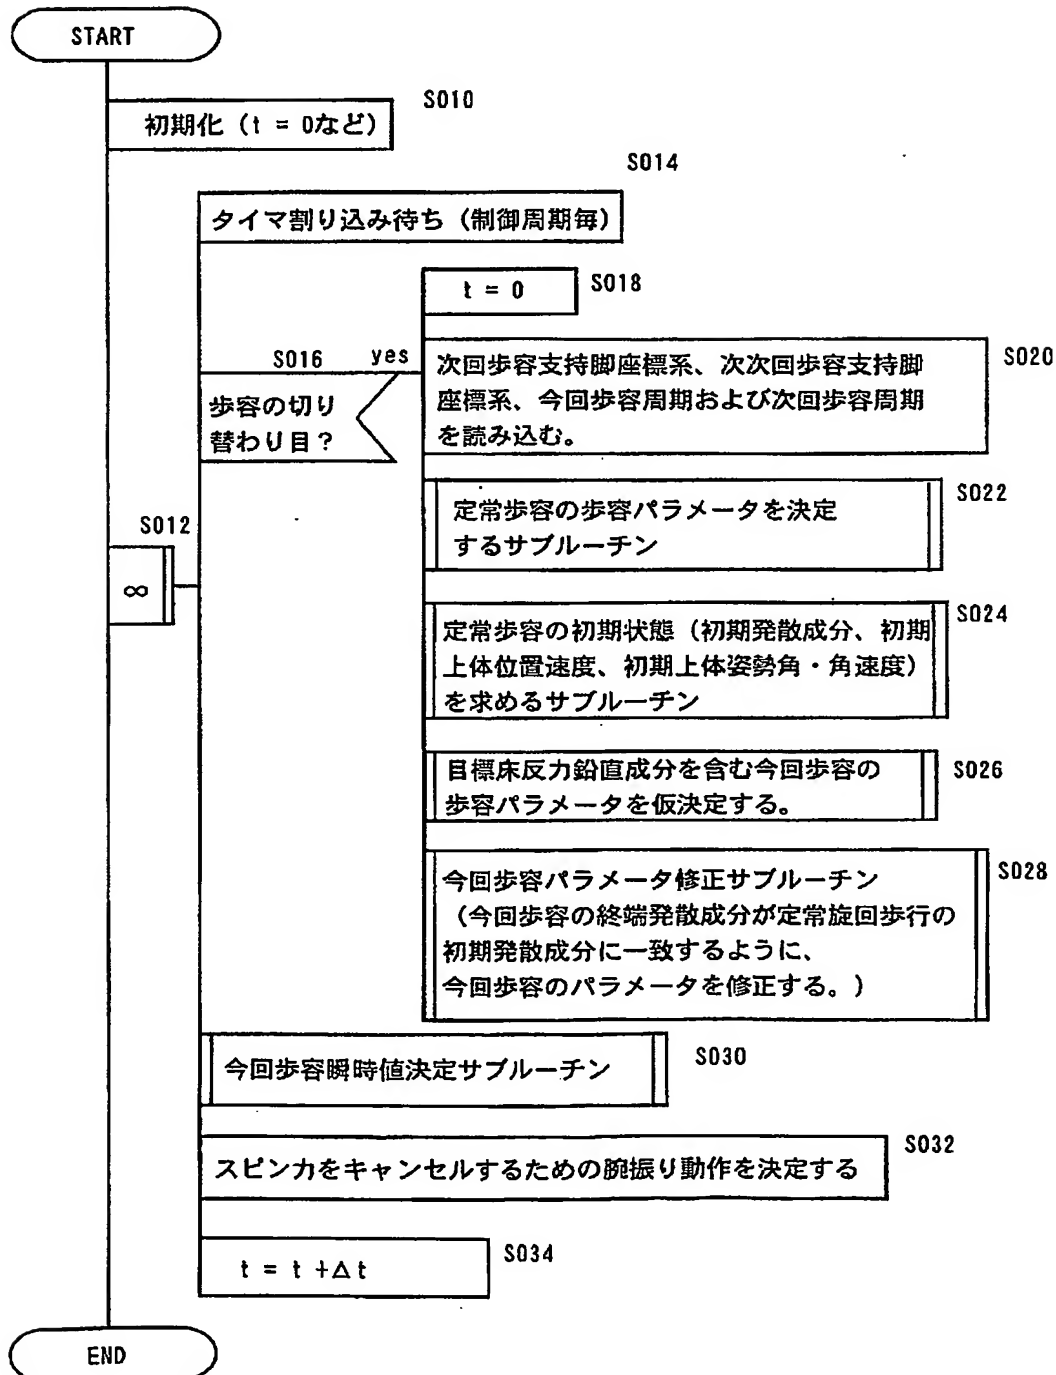 START
S010
初期化（t = 0など）
S014
タイマ割り込み待ち（制御周期毎）
t = 0
S018
S016
yes
歩容の切り
替わり目？
次回歩容支持脚座標系、次次回歩容支持脚
座標系、今回歩容周期および次回歩容周期
を読み込む。
S020
S022
定常歩容の歩容パラメータを決定
するサブルーチン
S012
∞
S024
定常歩容の初期状態（初期発散成分、初期
上体位置速度、初期上体姿勢角・角速度）
を求めるサブルーチン
目標床反力鉛直成分を含む今回歩容の
歩容パラメータを仮決定する。
S026
今回歩容パラメータ修正サブルーチン
（今回歩容の終端発散成分が定常旋回歩行の
初期発散成分に一致するように、
今回歩容のパラメータを修正する。）
S028
今回歩容瞬時値決定サブルーチン
S030
スピン力をキャンセルするための腕振り動作を決定する
S032
t = t +Δt
S034
END